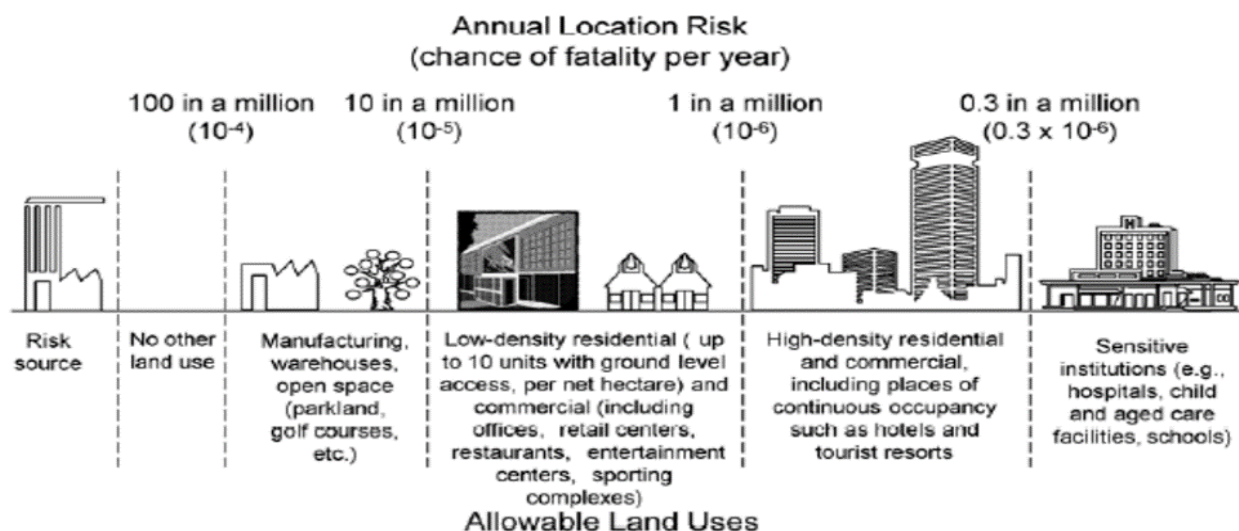 Annual Location Risk
(chance of fatality per year)
100 in a million
(10⁻⁴)
10 in a million
(10⁻⁵)
1 in a million
(10⁻⁶)
0.3 in a million
(0.3 x 10⁻⁶)
H
Risk
source
No other
land use
Manufacturing,
warehouses,
open space
(parkland,
golf courses,
etc.)
Low-density residential ( up
to 10 units with ground level
access, per net hectare) and
commercial (including
offices, retail centers,
restaurants, entertainment
centers, sporting
complexes)
High-density residential
and commercial,
including places of
continuous occupancy
such as hotels and
tourist resorts
Sensitive
institutions (e.g.,
hospitals, child
and aged care
facilities, schools)
Allowable Land Uses